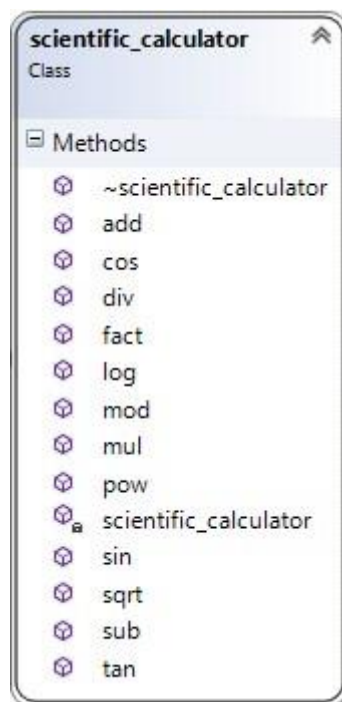 scientific_calculator
Class
Methods
~scientific_calculator
add
cos
div
fact
log
mod
mul
pow
scientific_calculator
sin
sqrt
sub
tan